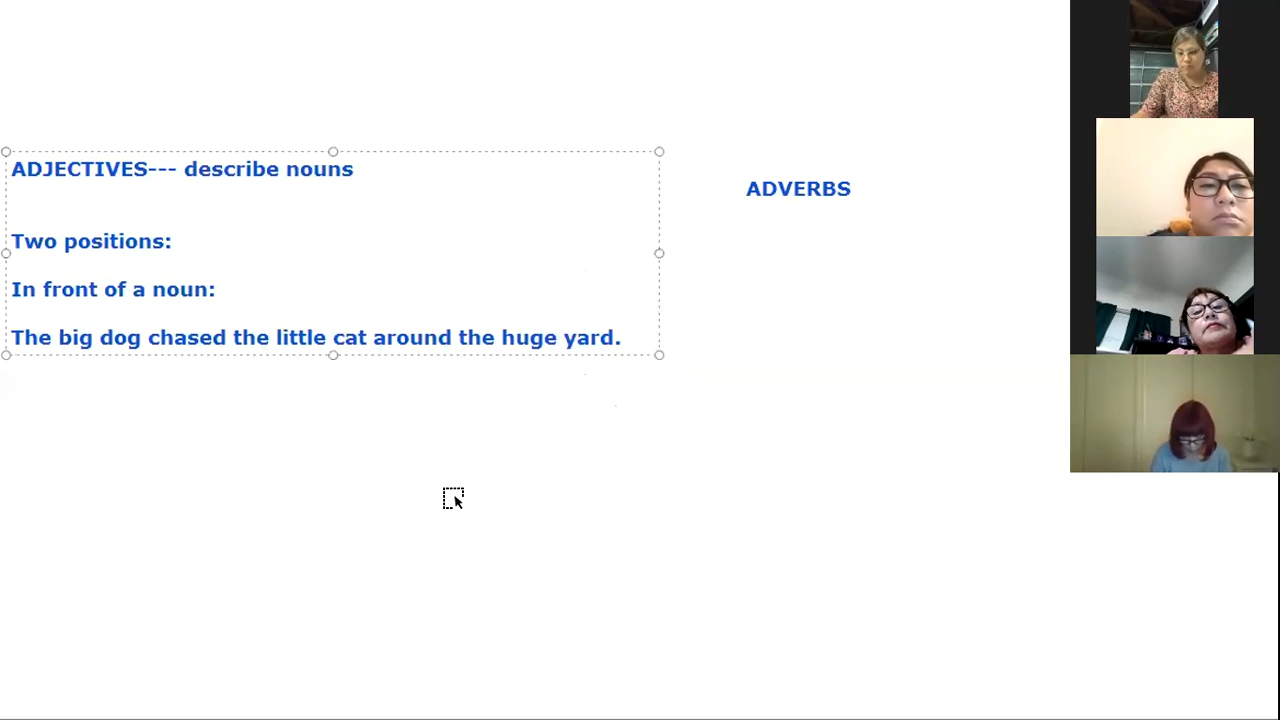 ADJECTIVES--- describe nouns
ADVERBS
Two positions:
In front of a noun:
The big dog chased the little cat around the huge yard.